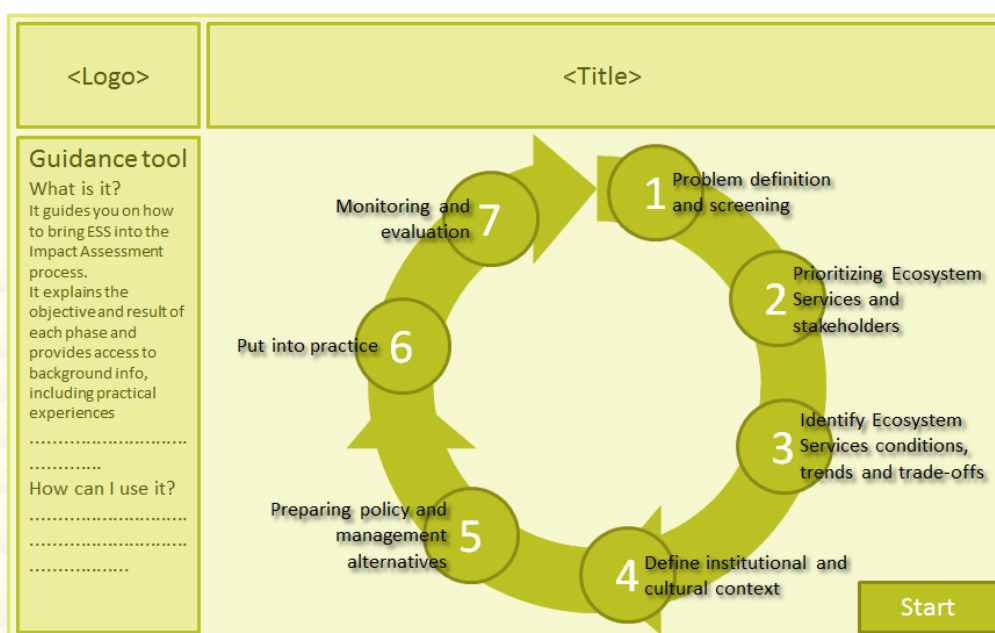 <Logo>
<Title>
Guidance tool
What is it?
It guides you on how
to bring ESS into the
Impact Assessment
process.
It explains the
objective and result of
each phase and
provides access to
background info,
including practical
experiences
……………………….
…………..
How can I use it?
……………………….
……………………….
……………….
1
Problem definition
and screening
2
Prioritizing Ecosystem
Services and
stakeholders
3
Identify Ecosystem
Services conditions,
trends and trade-offs
4
Define institutional and
cultural context
5
Preparing policy and
management
alternatives
6
Put into practice
7
Monitoring and
evaluation
Start